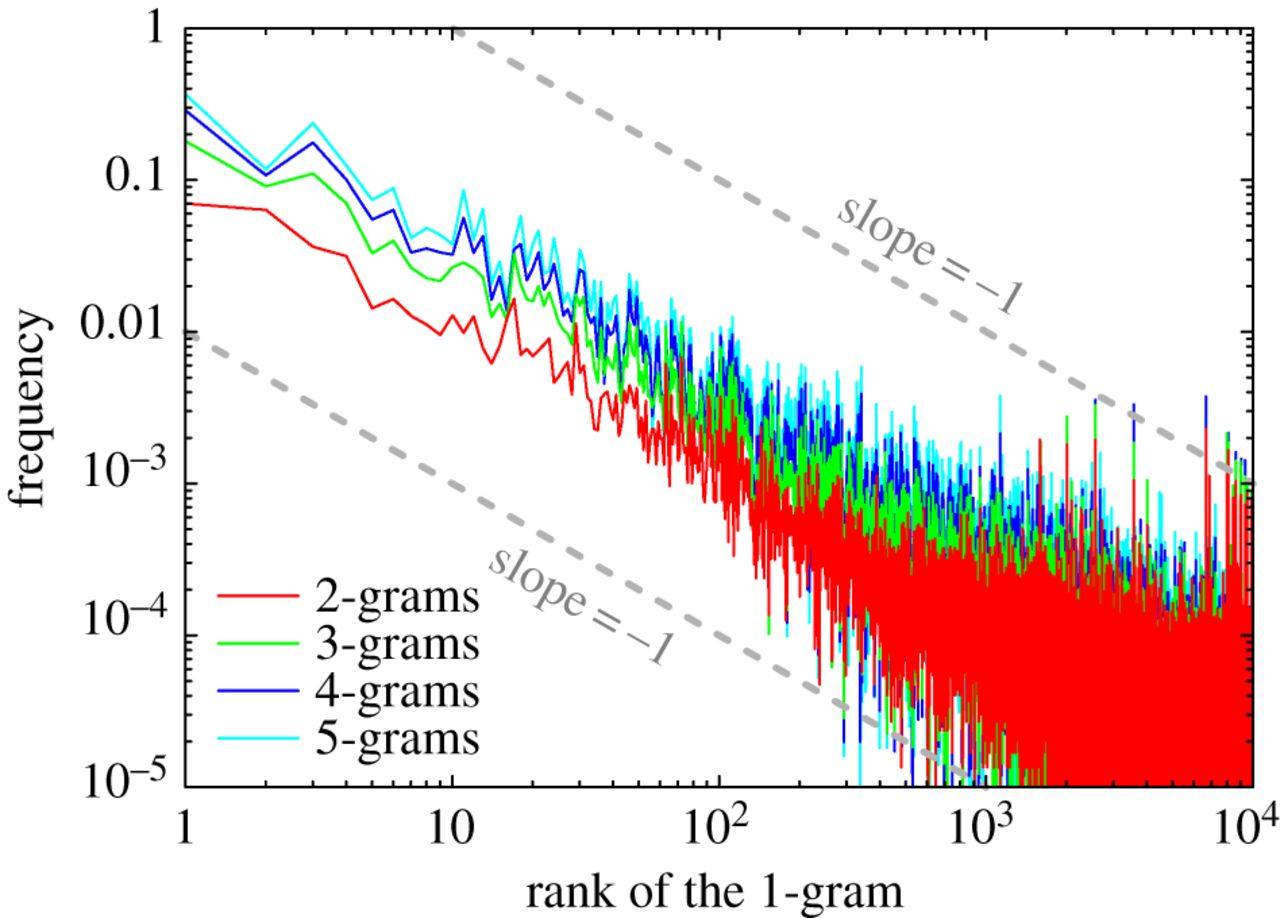 1
0.1
0.01
10⁻³
10⁻⁴
10⁻⁵
frequency
slope = –1
slope = –1
2-grams
3-grams
4-grams
5-grams
1
10
10²
10³
10⁴
rank of the 1-gram